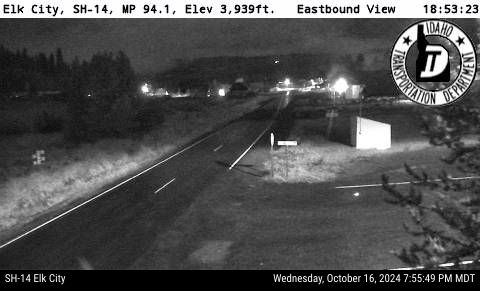 Elk City, SH-14, MP 94.1, Elev 3,939ft. Eastbound View 18:53:23
IDAHO
TRANSPORTATION DEPARTMENT
SH-14 Elk City Wednesday, October 16, 2024 7:55:49 PM MDT